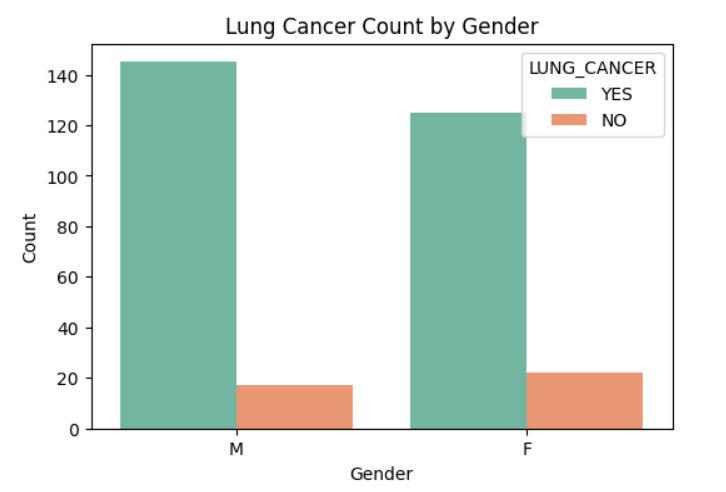 Lung Cancer Count by Gender
LUNG_CANCER
YES
NO
140
120
100
80
60
40
20
0
Count
M
F
Gender